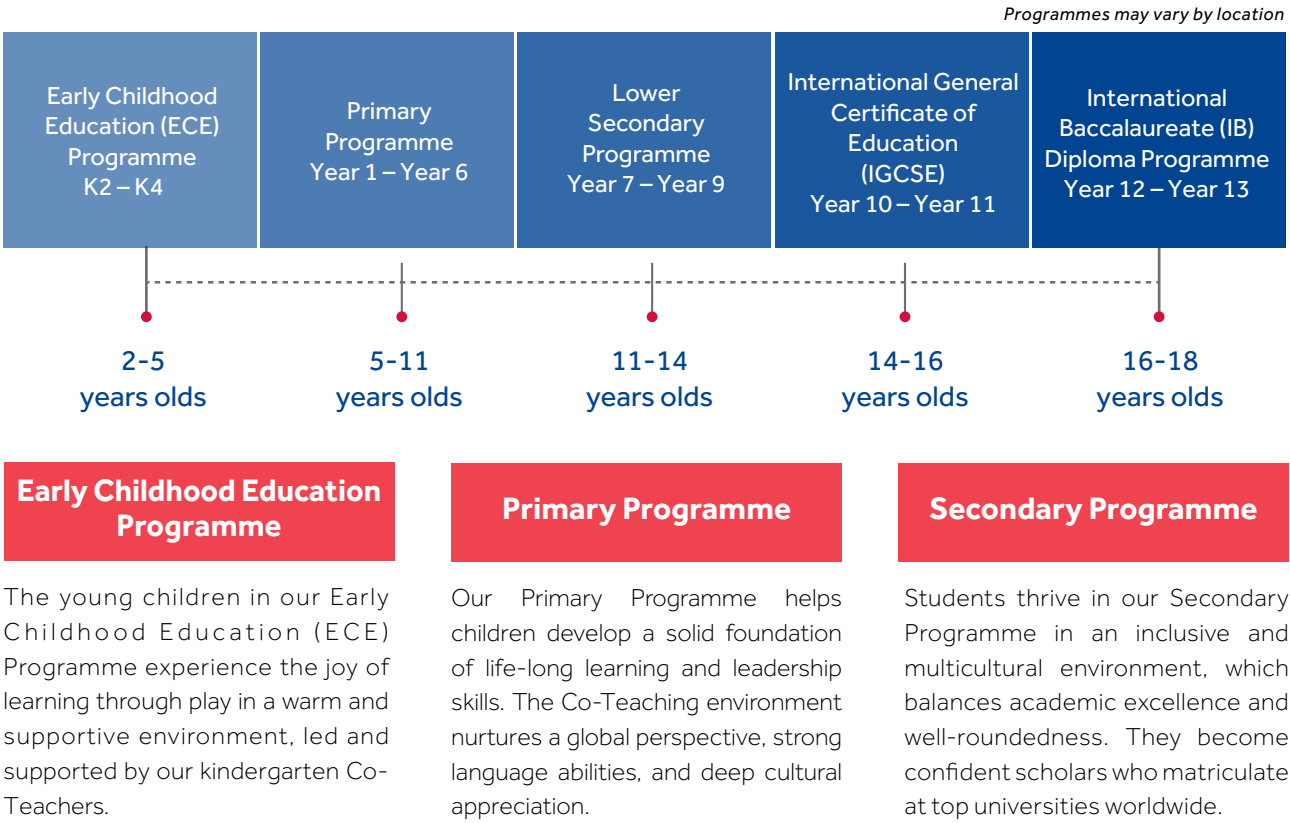 Programmes may vary by location
Early Childhood
Education (ECE)
Programme
K2 – K4
Primary
Programme
Year 1 – Year 6
Lower
Secondary
Programme
Year 7 – Year 9
International General
Certificate of
Education
(IGCSE)
Year 10 – Year 11
International
Baccalaureate (IB)
Diploma Programme
Year 12 – Year 13
2-5
years olds
5-11
years olds
11-14
years olds
14-16
years olds
16-18
years olds
Early Childhood Education
Programme
The young children in our Early
Childhood Education (ECE)
Programme experience the joy of
learning through play in a warm and
supportive environment, led and
supported by our kindergarten Co-
Teachers.
Primary Programme
Our Primary Programme helps
children develop a solid foundation
of life-long learning and leadership
skills. The Co-Teaching environment
nurtures a global perspective, strong
language abilities, and deep cultural
appreciation.
Secondary Programme
Students thrive in our Secondary
Programme in an inclusive and
multicultural environment, which
balances academic excellence and
well-roundedness. They become
confident scholars who matriculate
at top universities worldwide.